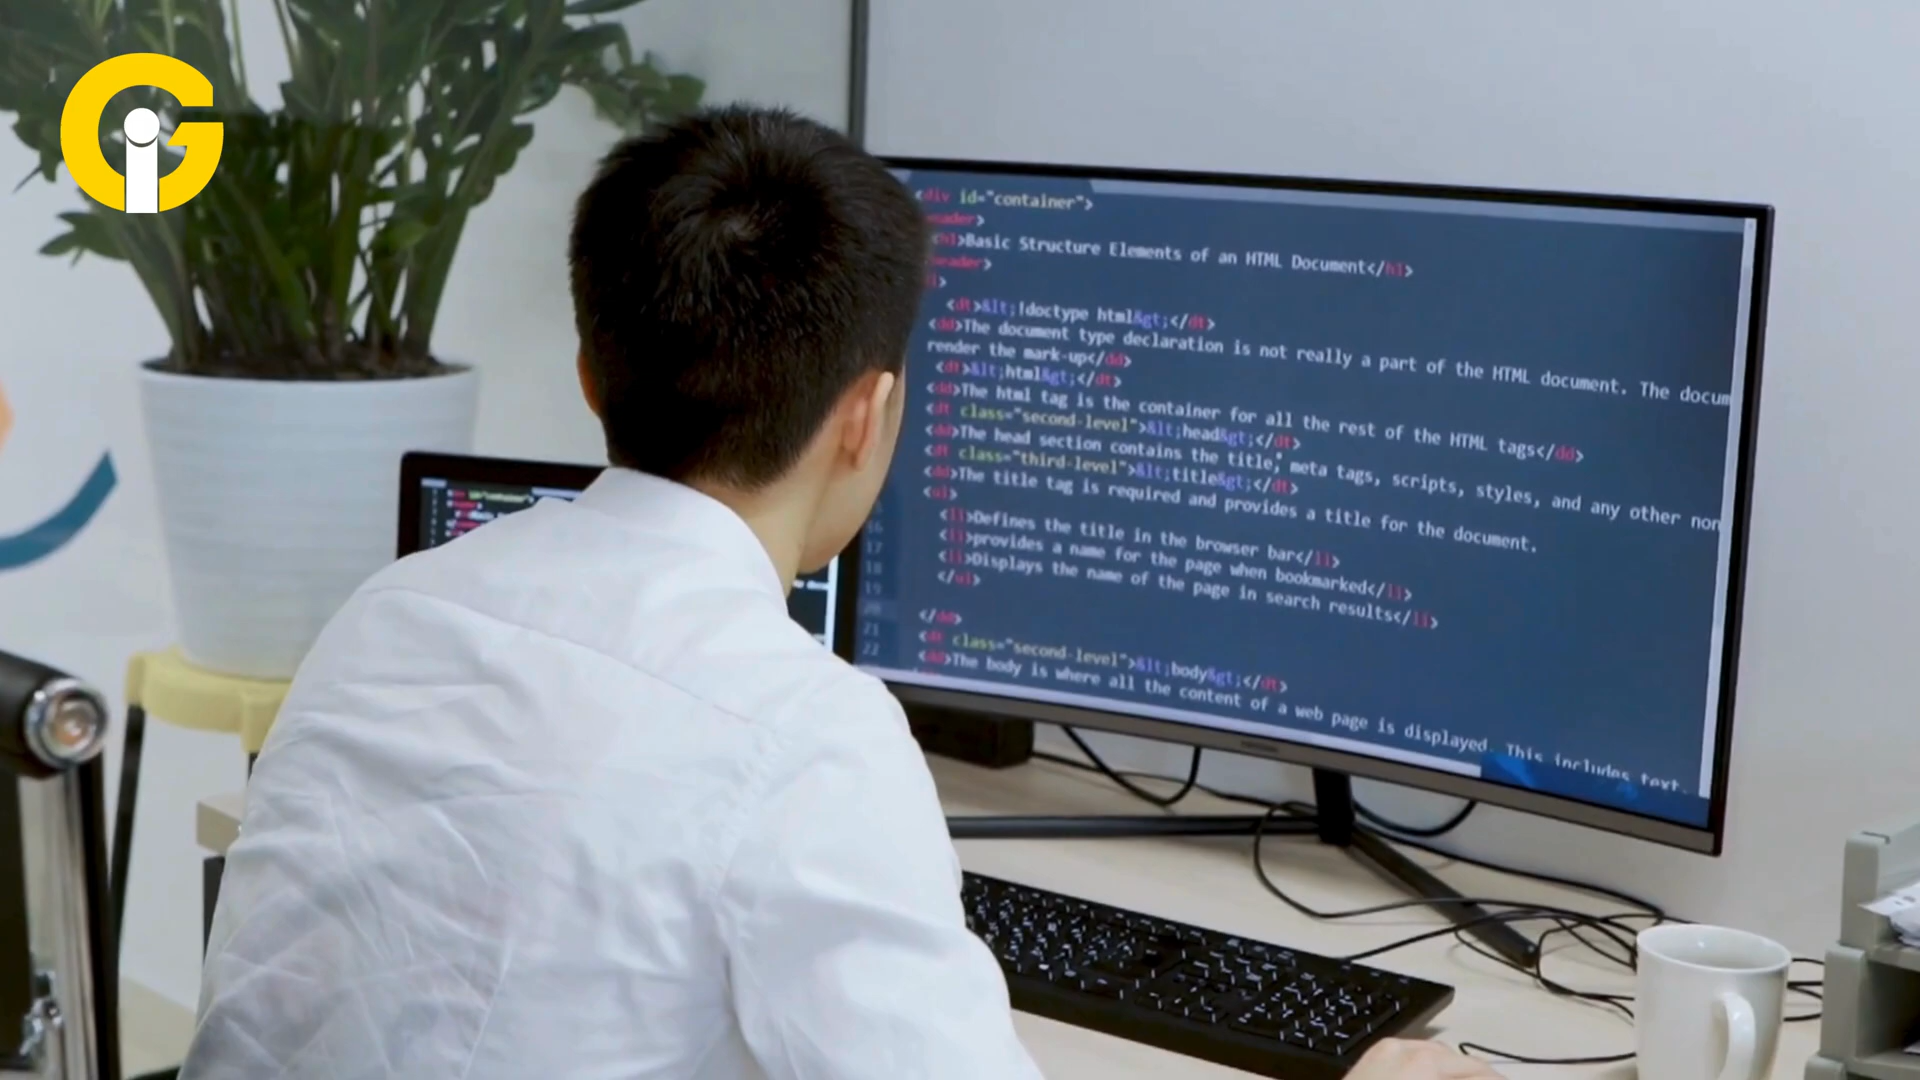 <div id="container">
header>
<h1>Basic Structure Elements of an HTML Document</h1>
header>
l>
<dt>&lt;!doctype html&gt;</dt>
<dd>The document type declaration is not really a part of the HTML document. The docum
render the mark-up</dd>
<dt>&lt;html&gt;</dt>
<dd>The html tag is the container for all the rest of the HTML tags</dd>
<dt class="second-level">&lt;head&gt;</dt>
<dd>The head section contains the title, meta tags, scripts, styles, and any other non
<dt class="third-level">&lt;title&gt;</dt>
<dd>The title tag is required and provides a title for the document.
<ul>
16 <li>Defines the title in the browser bar</li>
17 <li>provides a name for the page when bookmarked</li>
18 <li>Displays the name of the page in search results</li>
19 </ul>
20
21 </dd>
22 <dt class="second-level">&lt;body&gt;</dt>
<dd>The body is where all the content of a web page is displayed. This includes text,